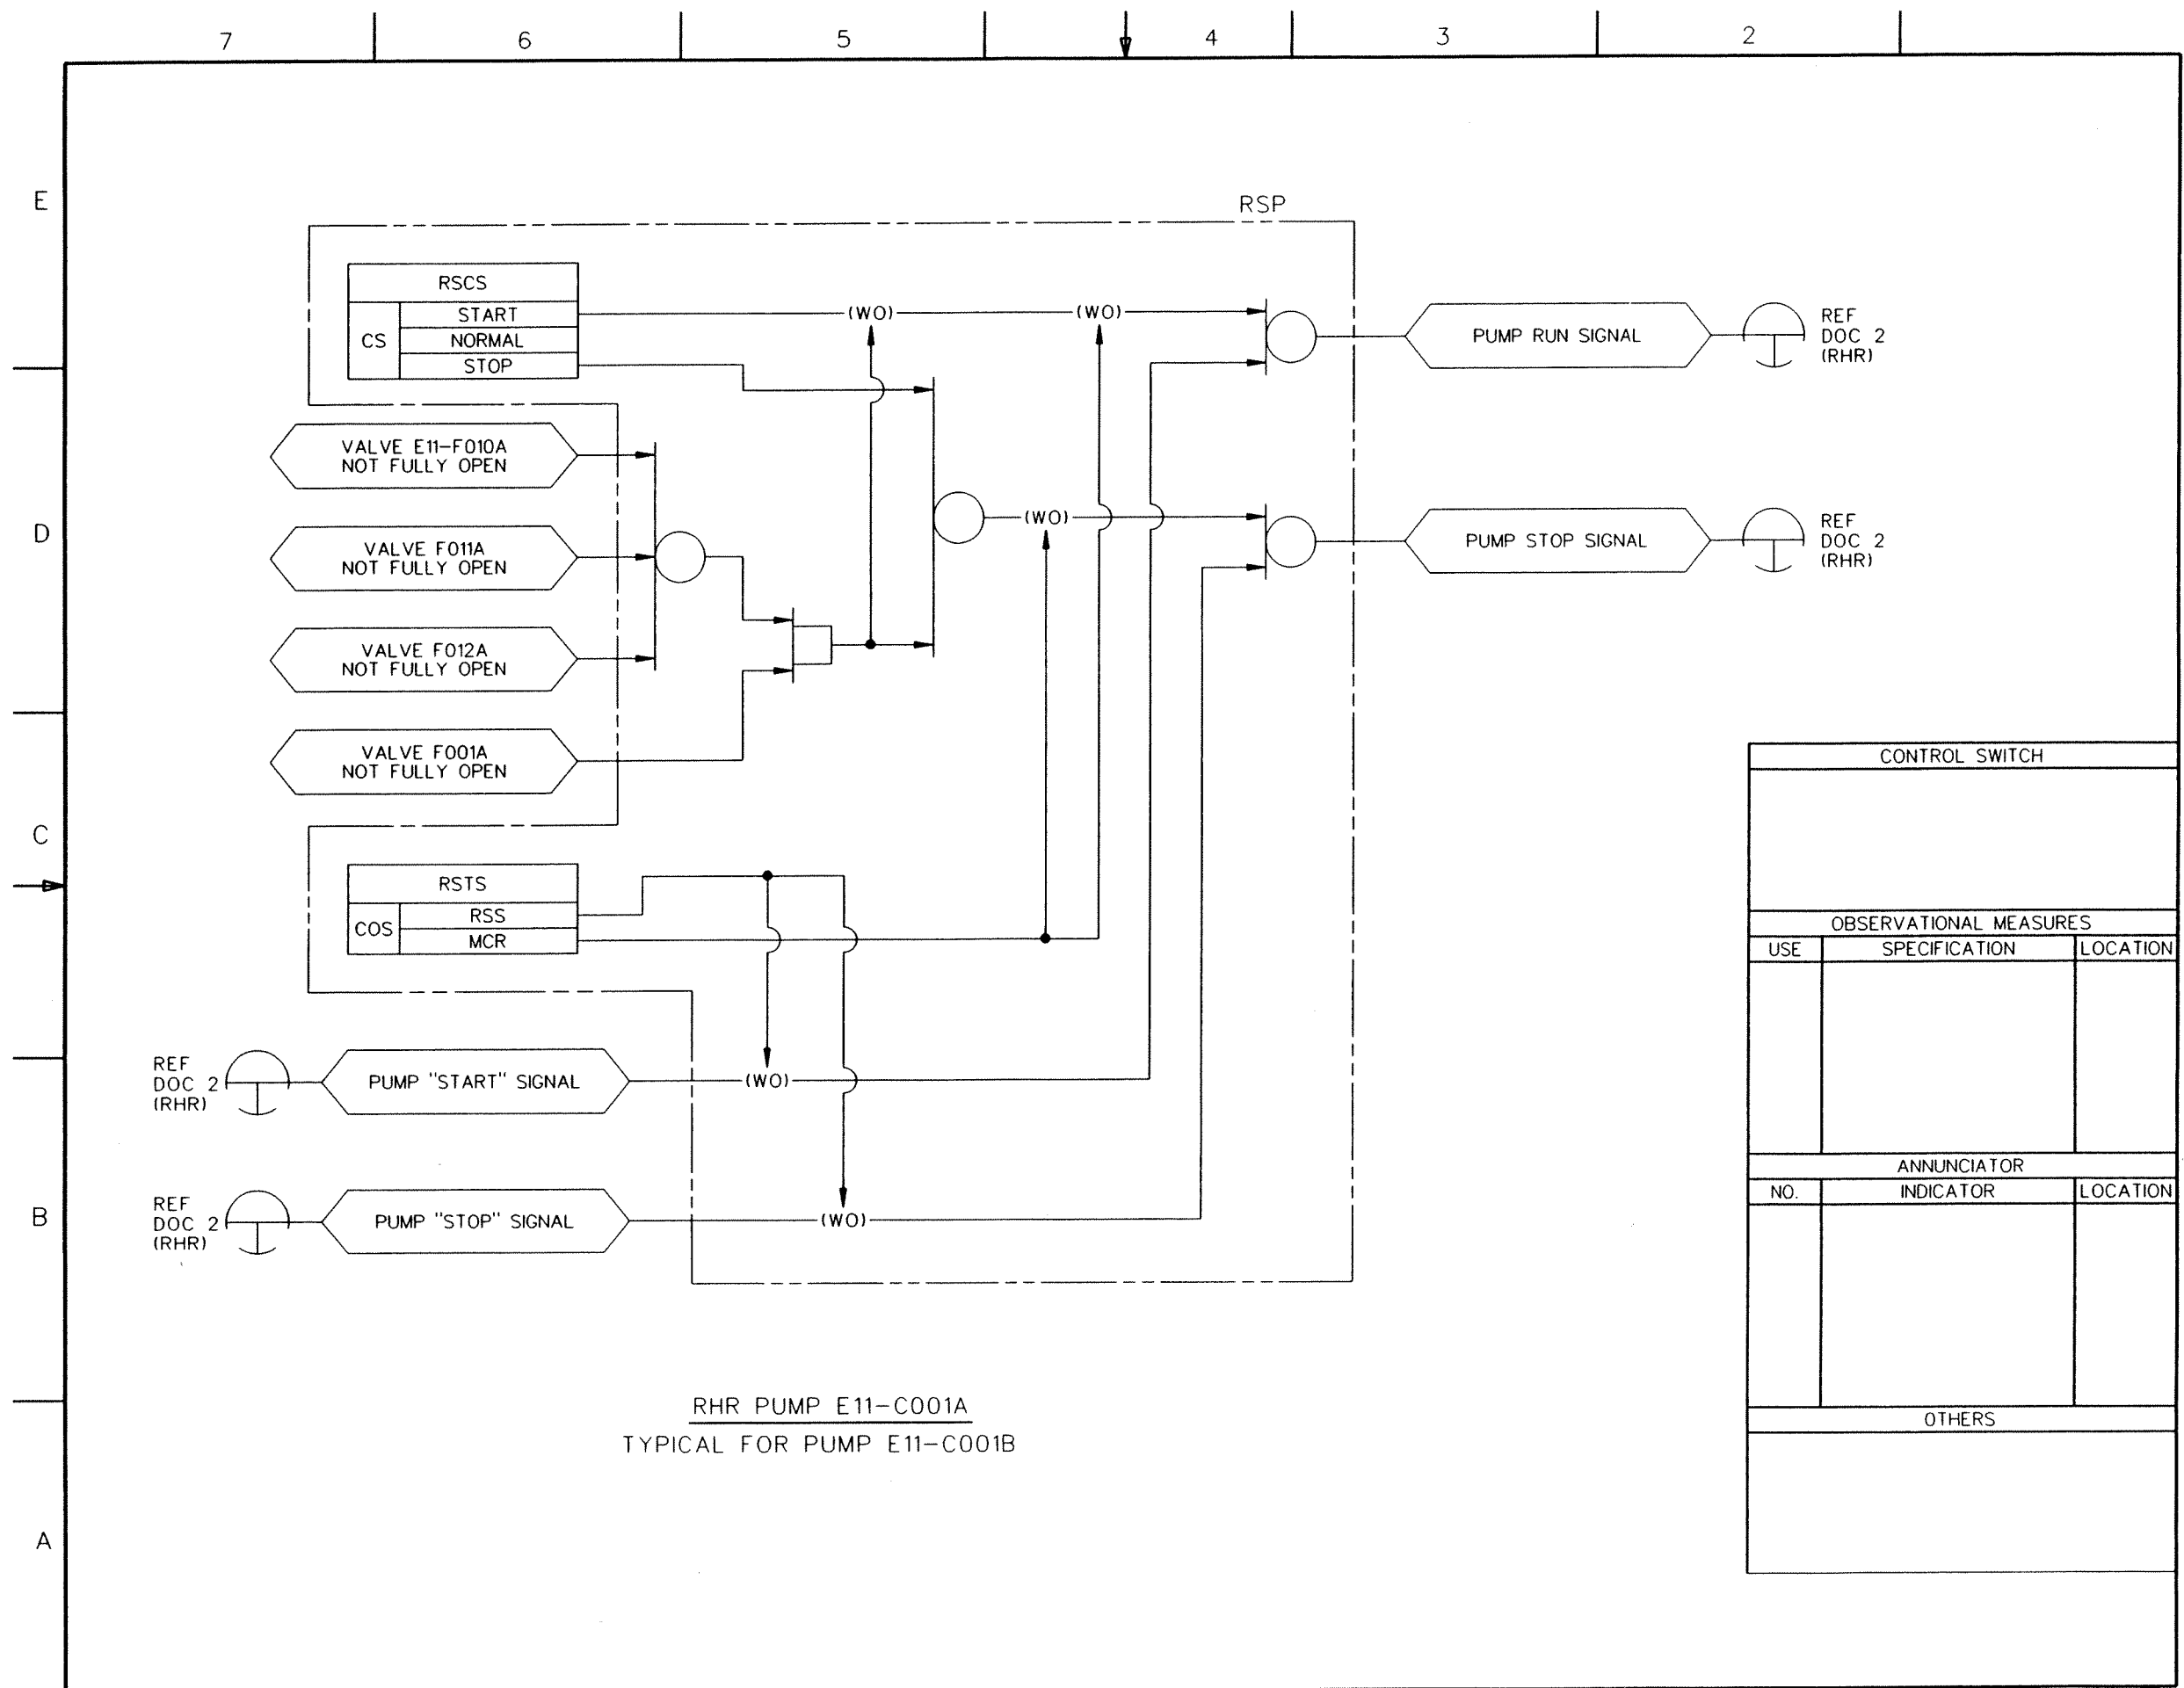 7 6 5 4 3 2
E
D
C
B
A
RSP
RSCS
CS
START
NORMAL
STOP
(WO)
(WO)
PUMP RUN SIGNAL
REF
DOC 2
(RHR)
VALVE E11-F010A
NOT FULLY OPEN
VALVE F011A
NOT FULLY OPEN
(WO)
PUMP STOP SIGNAL
REF
DOC 2
(RHR)
VALVE F012A
NOT FULLY OPEN
VALVE F001A
NOT FULLY OPEN
RSTS
COS
RSS
MCR
REF
DOC 2
(RHR)
PUMP "START" SIGNAL
(WO)
REF
DOC 2
(RHR)
PUMP "STOP" SIGNAL
(WO)
RHR PUMP E11-C001A
TYPICAL FOR PUMP E11-C001B
CONTROL SWITCH
OBSERVATIONAL MEASURES
USE SPECIFICATION LOCATION
ANNUNCIATOR
NO. INDICATOR LOCATION
OTHERS